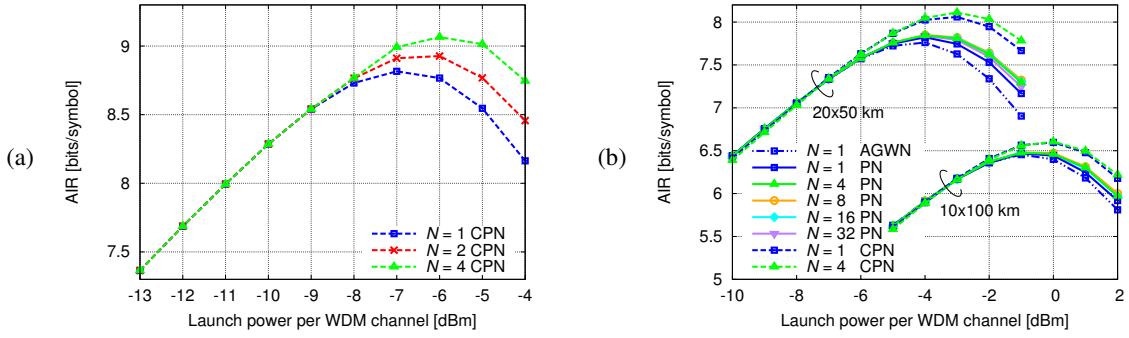 (a)
AIR [bits/symbol]
9
8.5
8
7.5
N = 1 CPN
N = 2 CPN
N = 4 CPN
-13 -12 -11 -10 -9 -8 -7 -6 -5 -4
Launch power per WDM channel [dBm]
(b)
AIR [bits/symbol]
8
7.5
7
6.5
6
5.5
5
20x50 km
10x100 km
N = 1 AGWN
N = 1 PN
N = 4 PN
N = 8 PN
N = 16 PN
N = 32 PN
N = 1 CPN
N = 4 CPN
-10 -8 -6 -4 -2 0 2
Launch power per WDM channel [dBm]